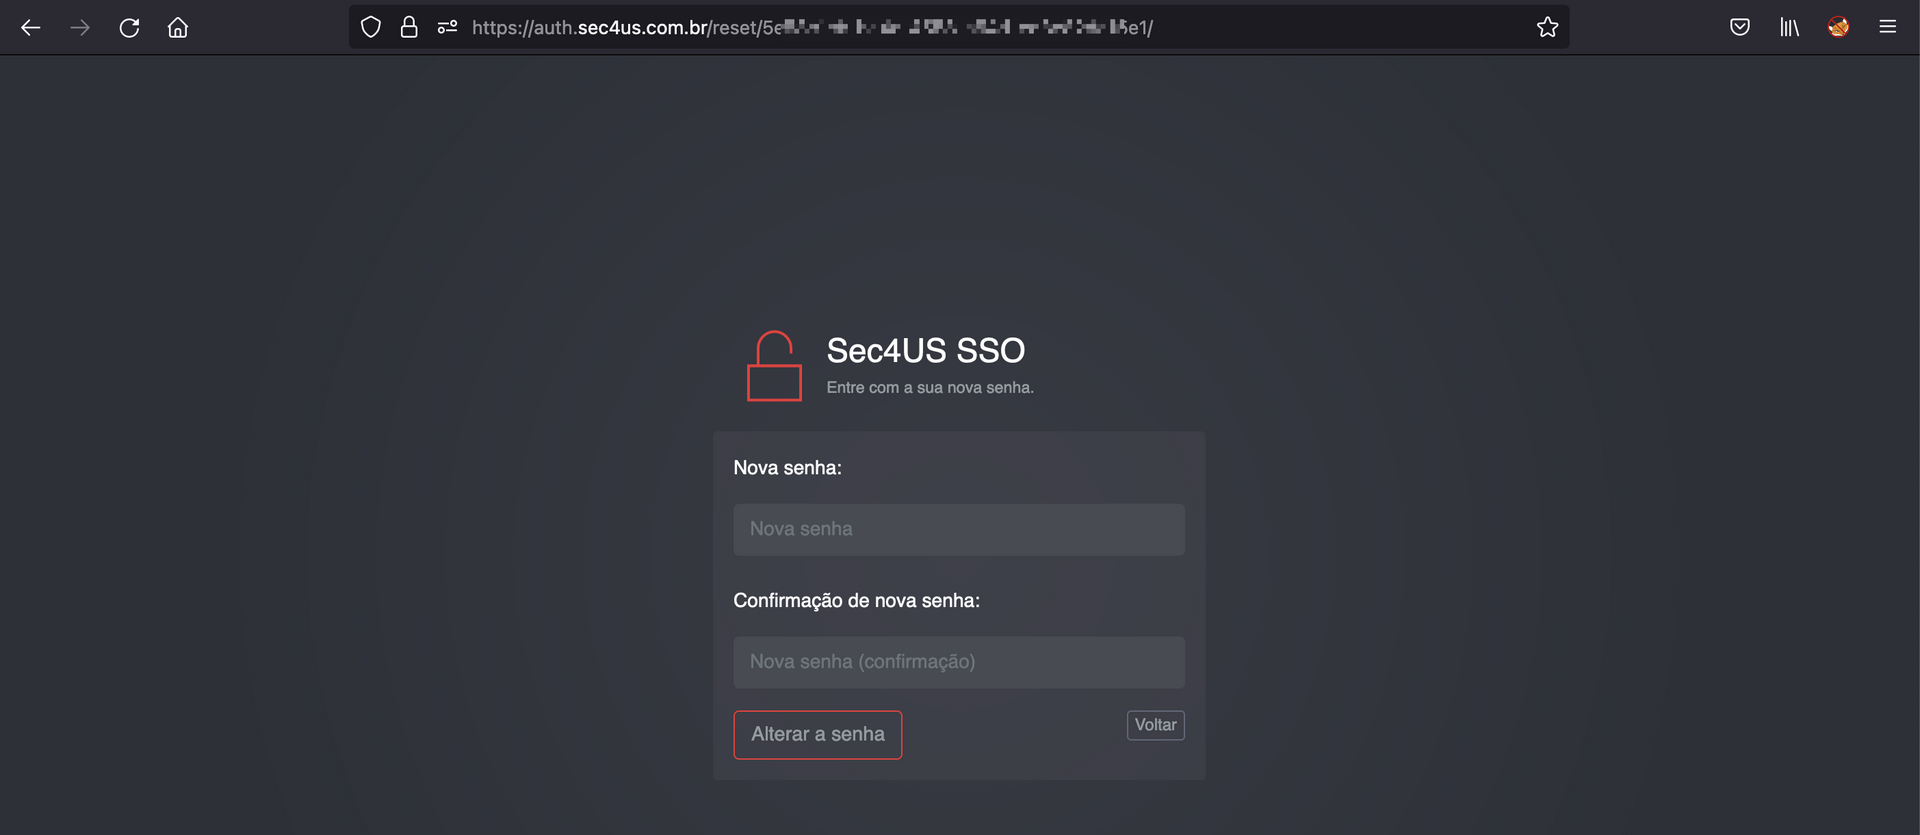 https://auth.sec4us.com.br/reset/5e e1/
Sec4US SSO
Entre com a sua nova senha.
Nova senha:
Nova senha
Confirmação de nova senha:
Nova senha (confirmação)
Alterar a senha
Voltar